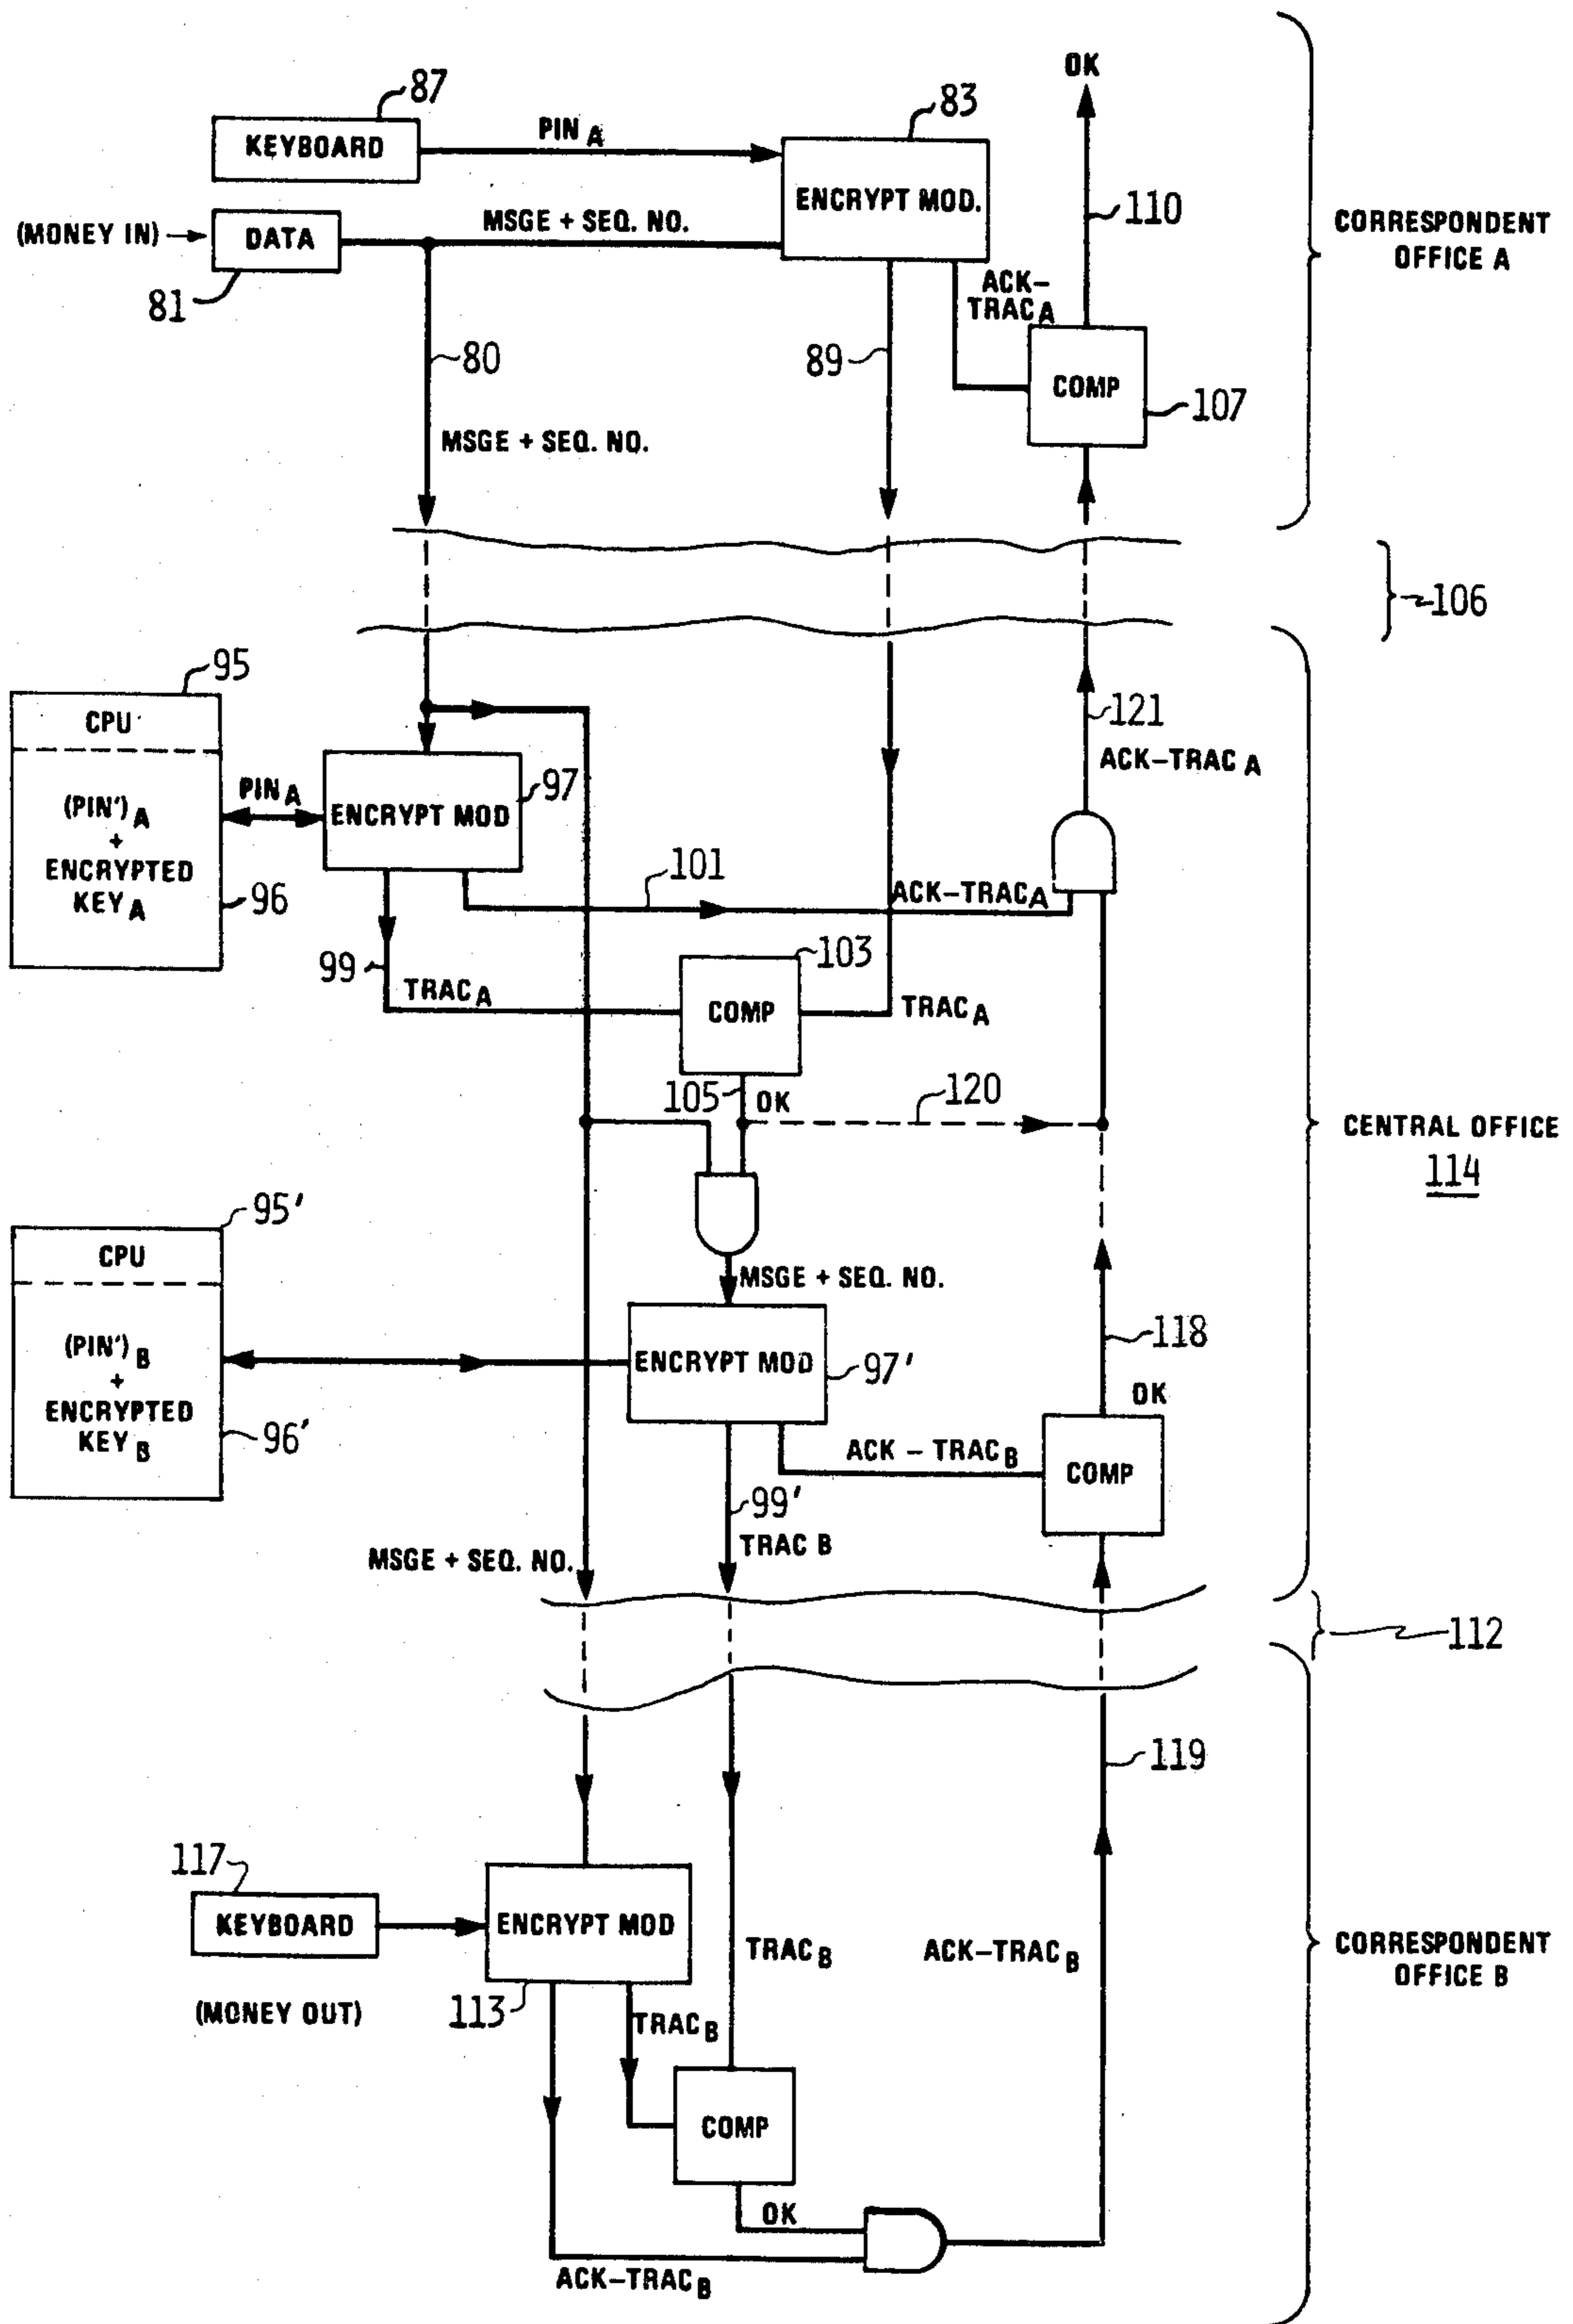 OK
87
83
KEYBOARD
PIN A
ENCRYPT MOD.
110
(MONEY IN)
DATA
MSGE + SEQ. NO.
CORRESPONDENT
OFFICE A
81
ACK-
TRAC A
80
89
COMP
107
MSGE + SEQ. NO.
106
95
CPU
121
ACK-TRAC A
(PIN') A
+
ENCRYPTED
KEY A
96
PIN A
ENCRYPT MOD
97
101
ACK-TRAC A
99
TRAC A
103
COMP
TRAC A
105
OK
120
CENTRAL OFFICE
114
95'
CPU
MSGE + SEQ. NO.
(PIN') B
+
ENCRYPTED
KEY B
96'
ENCRYPT MOD
97'
118
OK
ACK - TRAC B
COMP
99'
TRAC B
MSGE + SEQ. NO.
112
119
117
KEYBOARD
ENCRYPT MOD
(MONEY OUT)
113
TRAC B
TRAC B
ACK-TRAC B
CORRESPONDENT
OFFICE B
COMP
OK
ACK-TRAC B